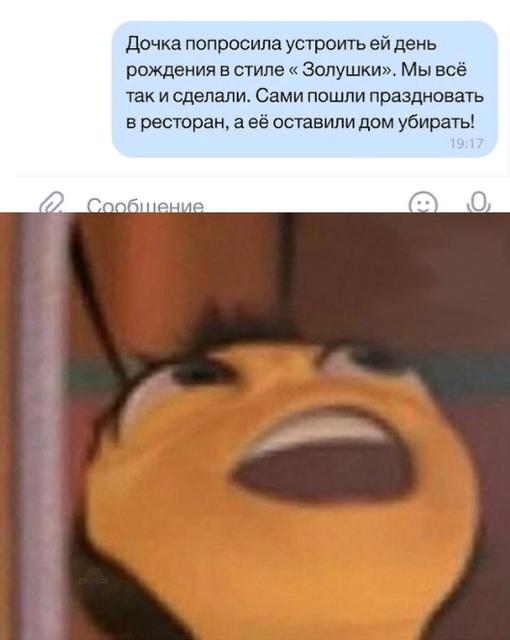 Дочка попросила устроить ей день
рождения в стиле « Золушки». Мы всё
так и сделали. Сами пошли праздновать
в ресторан, а её оставили дом убирать!
19:17
Сообщение